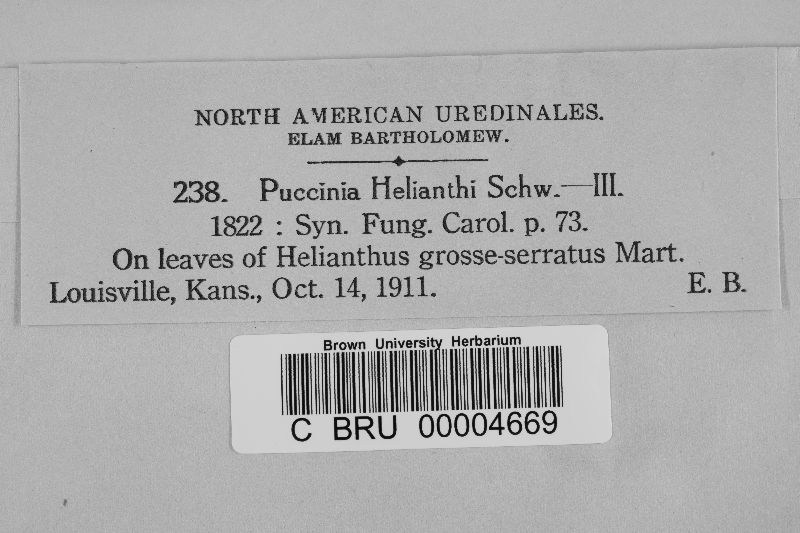 NORTH AMERICAN UREDINALES.
ELAM BARTHOLOMEW.
238. Puccinia Helianthi Schw.—III.
1822 : Syn. Fung. Carol. p. 73.
On leaves of Helianthus grosse-serratus Mart.
Louisville, Kans., Oct. 14, 1911. E. B.
Brown University Herbarium
C BRU 00004669